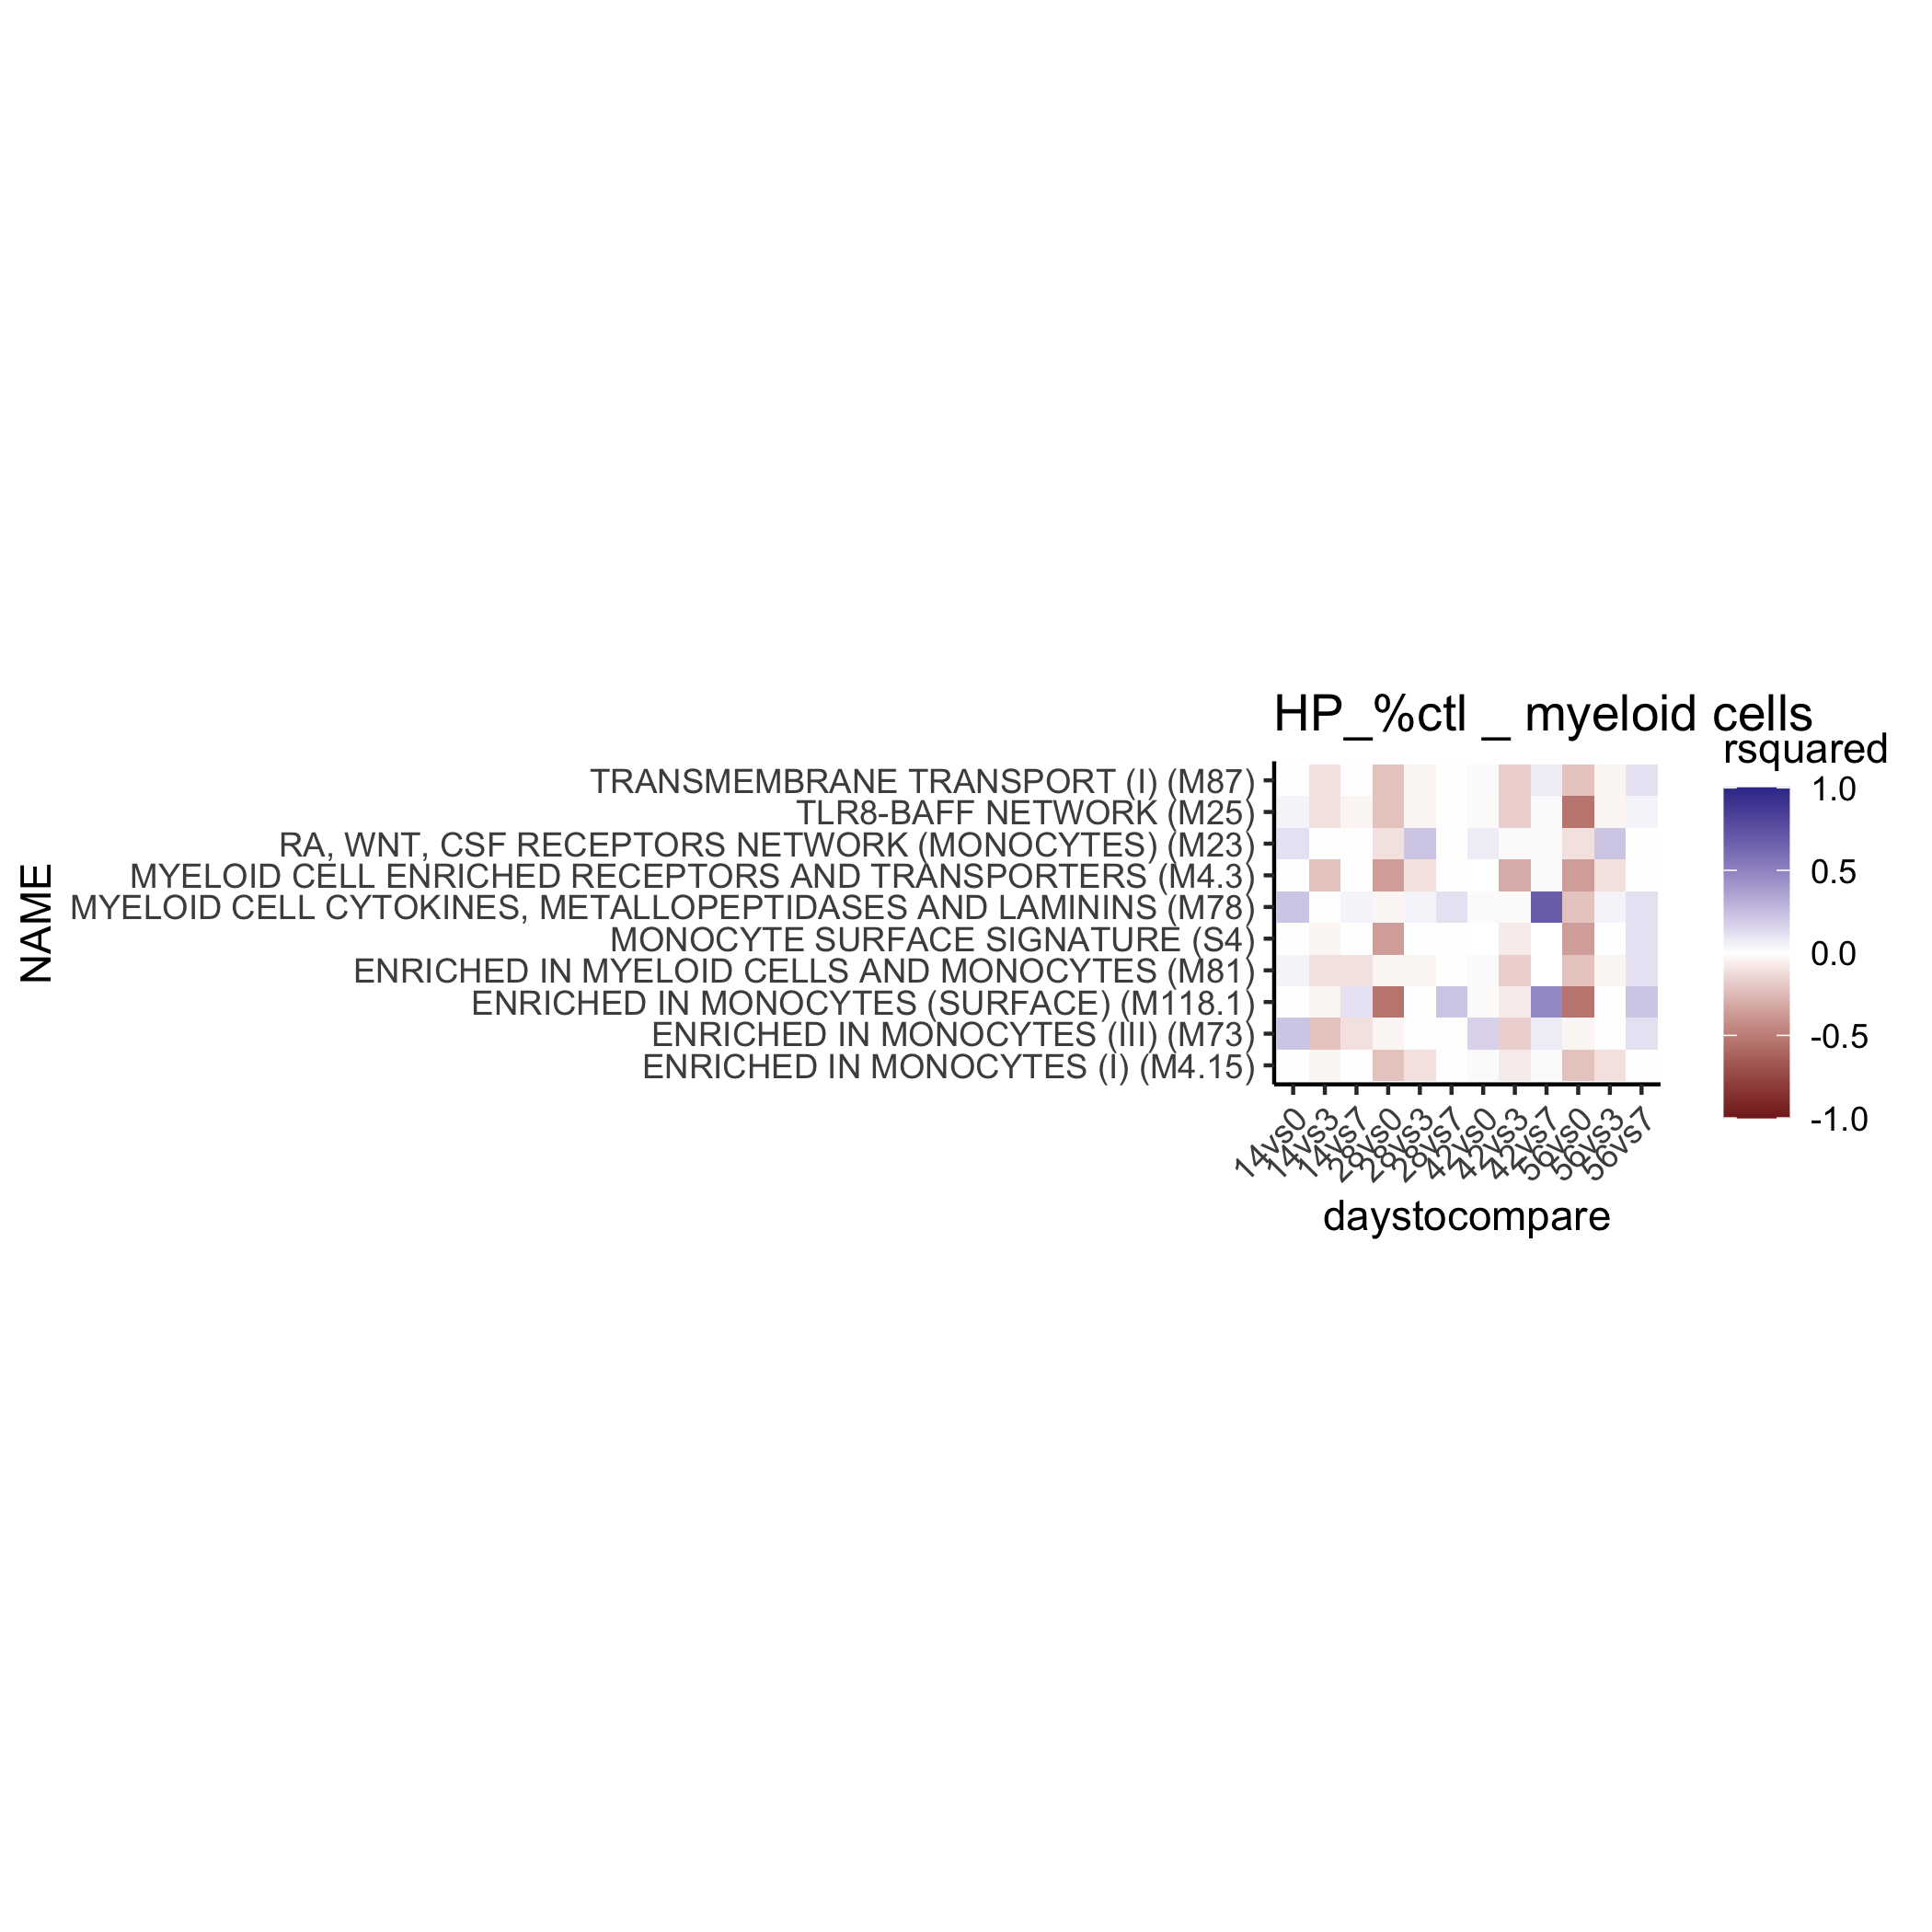 HP_%ctl _ myeloid cells
rsquared
1.0
0.5
0.0
-0.5
-1.0
NAME
TRANSMEMBRANE TRANSPORT (I) (M87)
TLR8-BAFF NETWORK (M25)
RA, WNT, CSF RECEPTORS NETWORK (MONOCYTES) (M23)
MYELOID CELL ENRICHED RECEPTORS AND TRANSPORTERS (M4.3)
MYELOID CELL CYTOKINES, METALLOPEPTIDASES AND LAMININS (M78)
MONOCYTE SURFACE SIGNATURE (S4)
ENRICHED IN MYELOID CELLS AND MONOCYTES (M81)
ENRICHED IN MONOCYTES (SURFACE) (M118.1)
ENRICHED IN MONOCYTES (III) (M73)
ENRICHED IN MONOCYTES (I) (M4.15)
14vs0
14vs3
14vs7
28vs0
28vs3
28vs7
42vs0
42vs3
42vs7
56vs0
56vs3
56vs7
daystocompare